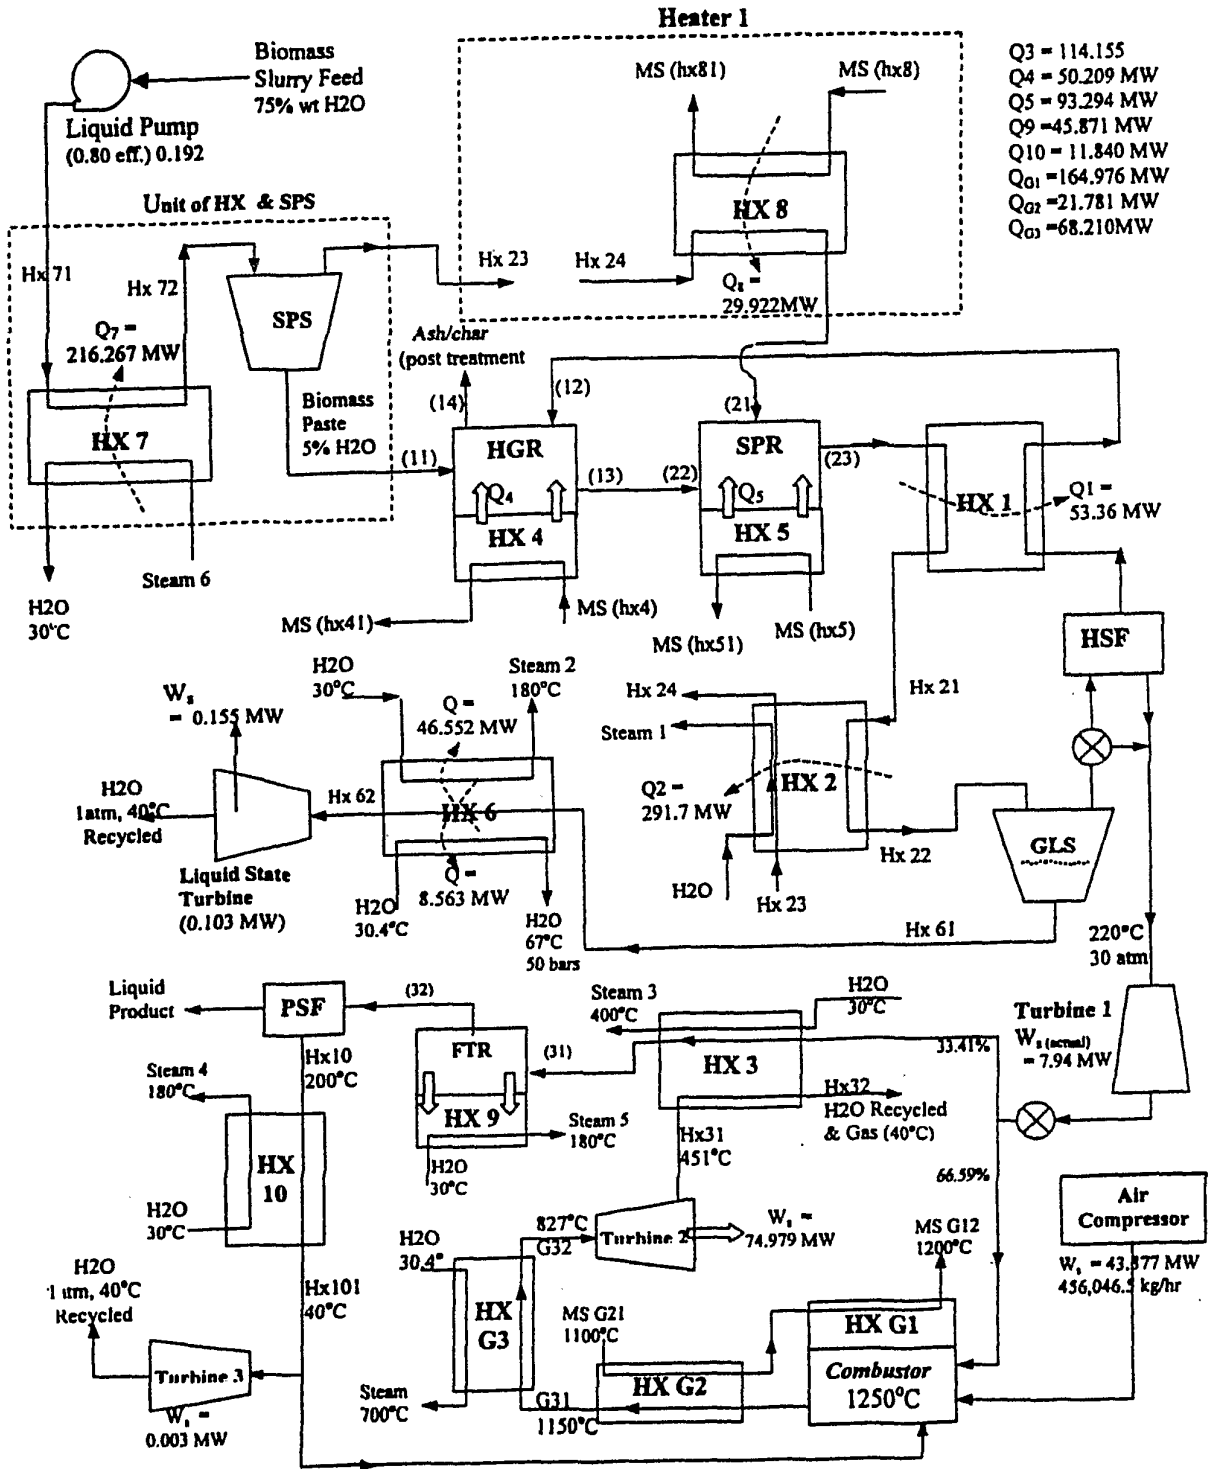 Heater 1
Biomass
Slurry Feed
75% wt H2O
Liquid Pump
(0.80 eff.) 0.192
MS (hx81)
MS (hx8)
Q3 = 114.155
Q4 = 50.209 MW
Q5 = 93.294 MW
Q9 =45.871 MW
Q10 = 11.840 MW
QG1 =164.976 MW
QG2 =21.781 MW
QG3 =68.210MW
Unit of HX & SPS
HX 8
Hx 71
Hx 72
Hx 23
Hx 24
SPS
Q7 =
216.267 MW
Q8 =
29.922MW
HX 7
Ash/char
(post treatment
(14)
(12)
(21
Biomass
Paste
5% H2O
(11)
HGR
(13)
(22)
SPR
(23)
Q4
Q5
HX 4
HX 5
HX 1
Q1 =
53.36 MW
Steam 6
H2O
30°C
MS (hx41)
MS (hx4)
MS (hx51)
MS (hx5)
HSF
H2O
30°C
Steam 2
180°C
Hx 24
Hx 21
Ws
= 0.155 MW
Q =
46.552 MW
Steam 1
H2O
1atm, 40°C
Recycled
Hx 62
HX 6
Q2 =
291.7 MW
HX 2
Hx 22
GLS
Liquid State
Turbine
(0.103 MW)
Q =
8.563 MW
H2O
30.4°C
H2O
67°C
50 bars
H2O
Hx 23
Hx 61
220°C
30 atm
Liquid
Product
PSF
(32)
Steam 3
400°C
H2O
30°C
Turbine 1
Ws (actual)
= 7.94 MW
Hx10
200°C
FTR
(31)
HX 3
33.41%
Steam 4
180°C
HX 9
Steam 5
180°C
Hx32
H2O Recycled
& Gas (40°C)
HX
10
H2O
30°C
Hx31
451°C
66.59%
H2O
30°C
Air
Compressor
Ws = 43.377 MW
456,046.5 kg/hr
H2O
30.4°
827°C
G32
Turbine 2
Ws =
74.979 MW
MS G12
1200°C
H2O
1 atm, 40°C
Recycled
Hx101
40°C
HX
G3
MS G21
1100°C
HX G1
Turbine 3
Ws =
0.003 MW
Steam
700°C
G31
1150°C
HX G2
Combustor
1250°C